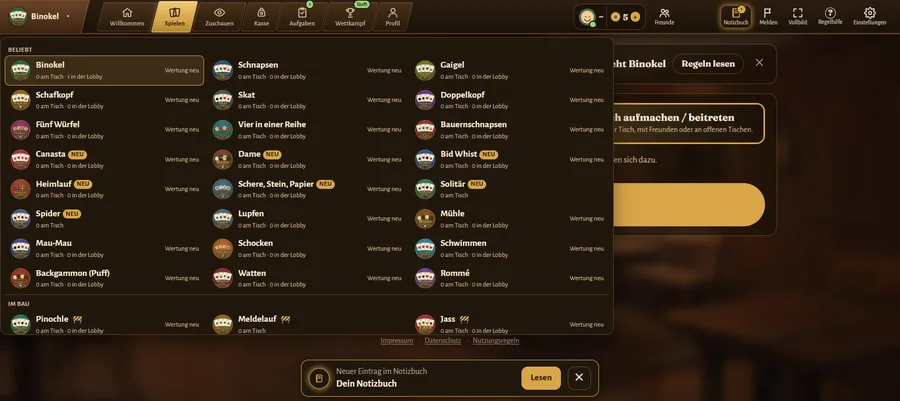 Binokel
Willkommen
Spielen
Zuschauen
Kasse
5
Aufgaben
läuft
Wettkampf
Profil
–
5
Freunde
Notizbuch
Melden
Vollbild
Regelhilfe
Einstellungen
BELIEBT
Binokel
0 am Tisch · 1 in der Lobby
Wertung neu
Schnapsen
0 am Tisch · 0 in der Lobby
Wertung neu
Gaigel
0 am Tisch · 0 in der Lobby
Wertung neu
Schafkopf
0 am Tisch · 0 in der Lobby
Wertung neu
Skat
0 am Tisch · 0 in der Lobby
Wertung neu
Doppelkopf
0 am Tisch · 0 in der Lobby
Wertung neu
Fünf Würfel
0 am Tisch · 0 in der Lobby
Wertung neu
Vier in einer Reihe
0 am Tisch · 0 in der Lobby
Wertung neu
Bauernschnapsen
0 am Tisch · 0 in der Lobby
Wertung neu
Canasta NEU
0 am Tisch · 0 in der Lobby
Wertung neu
Dame NEU
0 am Tisch · 0 in der Lobby
Wertung neu
Bid Whist NEU
0 am Tisch · 0 in der Lobby
Wertung neu
Heimlauf NEU
0 am Tisch · 0 in der Lobby
Wertung neu
Schere, Stein, Papier NEU
0 am Tisch · 0 in der Lobby
Wertung neu
Solitär NEU
0 am Tisch · 0 in der Lobby
Wertung neu
Spider NEU
0 am Tisch
Wertung neu
Lupfen
0 am Tisch · 0 in der Lobby
Wertung neu
Mühle
0 am Tisch · 0 in der Lobby
Wertung neu
Mau-Mau
0 am Tisch · 0 in der Lobby
Wertung neu
Schocken
0 am Tisch · 0 in der Lobby
Wertung neu
Schwimmen
0 am Tisch · 0 in der Lobby
Wertung neu
Backgammon (Puff)
0 am Tisch · 0 in der Lobby
Wertung neu
Watten
0 am Tisch · 0 in der Lobby
Wertung neu
Rommé
0 am Tisch · 0 in der Lobby
Wertung neu
IM BAU
Pinochle
0 am Tisch · 0 in der Lobby
Wertung neu
Meldelauf
0 am Tisch
Wertung neu
Jass
0 am Tisch · 0 in der Lobby
Wertung neu
cht Binokel
Regeln lesen
h aufmachen / beitreten
r Tisch, mit Freunden oder an offenen Tischen.
en sich dazu.
Impressum · Datenschutz · Nutzungsregeln
Neuer Eintrag im Notizbuch
Dein Notizbuch
Lesen